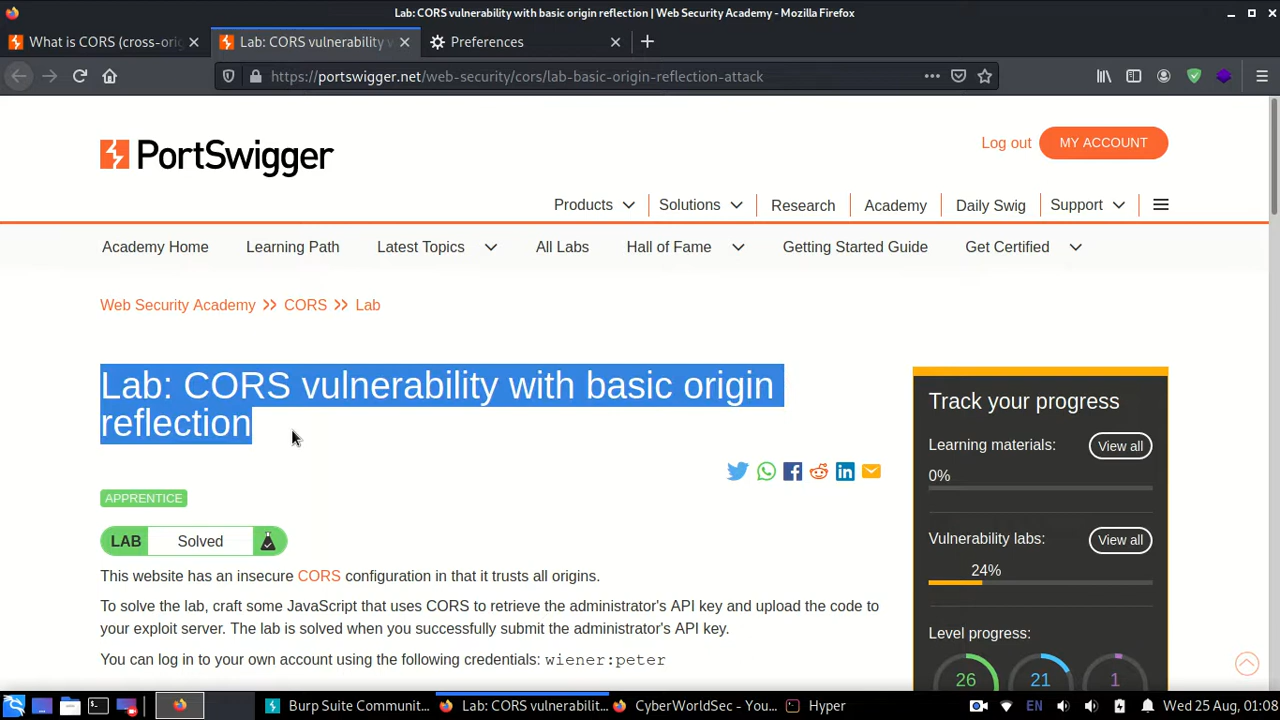 Lab: CORS vulnerability with basic origin reflection | Web Security Academy - Mozilla Firefox
What is CORS (cross-orig
Lab: CORS vulnerability w
Preferences
https://portswigger.net/web-security/cors/lab-basic-origin-reflection-attack
PortSwigger
Log out
MY ACCOUNT
Products
Solutions
Research
Academy
Daily Swig
Support
Academy Home
Learning Path
Latest Topics
All Labs
Hall of Fame
Getting Started Guide
Get Certified
Web Security Academy >> CORS >> Lab
Lab: CORS vulnerability with basic origin
reflection
APPRENTICE
LAB Solved
This website has an insecure CORS configuration in that it trusts all origins.
To solve the lab, craft some JavaScript that uses CORS to retrieve the administrator's API key and upload the code to
your exploit server. The lab is solved when you successfully submit the administrator's API key.
You can log in to your own account using the following credentials: wiener:peter
Track your progress
Learning materials:
View all
0%
Vulnerability labs:
View all
24%
Level progress:
26
21
1
Burp Suite Communit...
Lab: CORS vulnerabilit...
CyberWorldSec - You...
Hyper
EN
Wed 25 Aug, 01:08